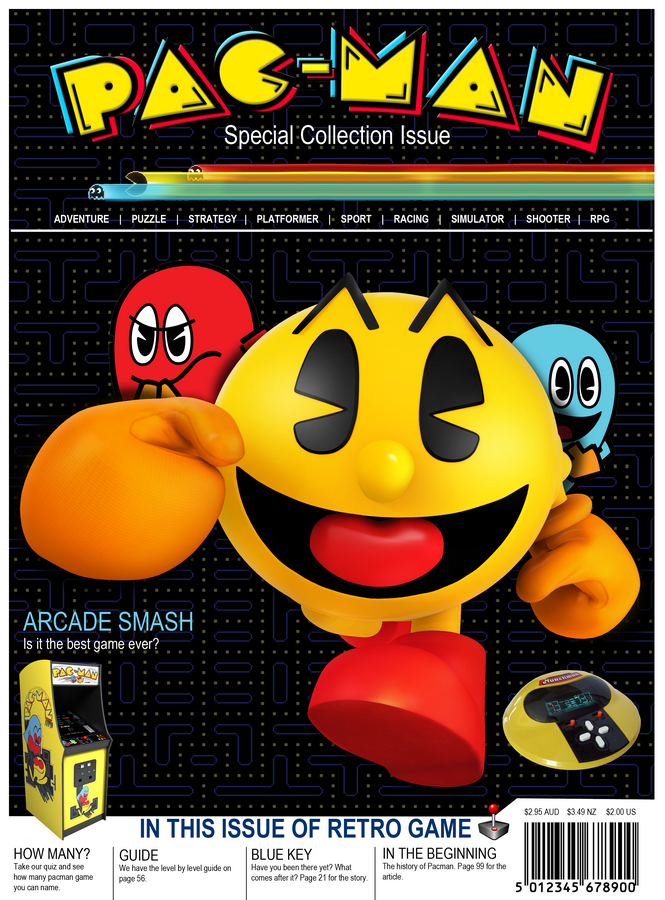 PAC-MAN
Special Collection Issue
ADVENTURE | PUZZLE | STRATEGY | PLATFORMER | SPORT | RACING | SIMULATOR | SHOOTER | RPG
ARCADE SMASH
Is it the best game ever?
PAC-MAN
Munchman
IN THIS ISSUE OF RETRO GAME
$2.95 AUD $3.49 NZ $2.00 US
HOW MANY?
Take our quiz and see
how many pacman game
you can name.
GUIDE
We have the level by level guide on
page 56.
BLUE KEY
Have you been there yet? What
comes after it? Page 21 for the story.
IN THE BEGINNING
The history of Pacman. Page 99 for the
article.
5 012345 678900